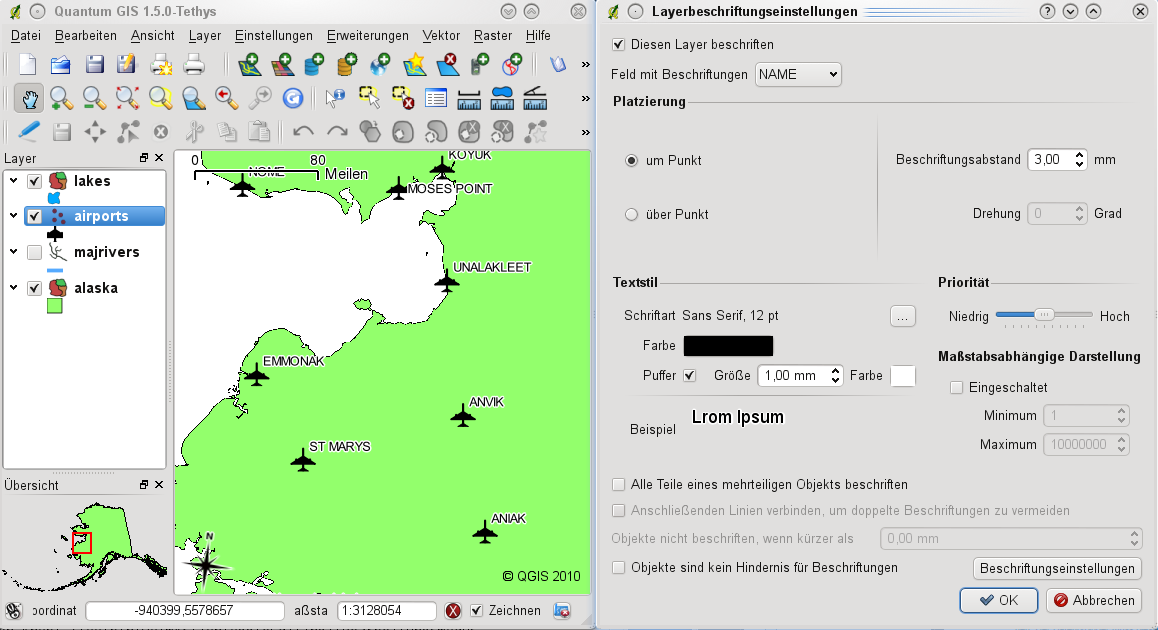 Quantum GIS 1.5.0-Tethys
Datei Bearbeiten Ansicht Layer Einstellungen Erweiterungen Vektor Raster Hilfe
Layer
lakes
airports
majrivers
alaska
Übersicht
0 80 Meilen
NOME
KOYUK
MOSES POINT
UNALAKLEET
EMMONAK
ANVIK
ST MARYS
ANIAK
N
© QGIS 2010
oordinat -940399,5578657 aßsta 1:3128054 Zeichnen
Layerbeschriftungseinstellungen
Diesen Layer beschriften
Feld mit Beschriftungen NAME
Platzierung
um Punkt Beschriftungsabstand 3,00 mm
über Punkt Drehung 0 Grad
Textstil
Schriftart Sans Serif, 12 pt ...
Farbe
Puffer Größe 1,00 mm Farbe
Beispiel Lrom Ipsum
Priorität
Niedrig Hoch
Maßstabsabhängige Darstellung
Eingeschaltet
Minimum 1
Maximum 10000000
Alle Teile eines mehrteiligen Objekts beschriften
Anschließenden Linien verbinden, um doppelte Beschriftungen zu vermeiden
Objekte nicht beschriften, wenn kürzer als 0,00 mm
Objekte sind kein Hindernis für Beschriftungen Beschriftungseinstellungen
OK Abbrechen